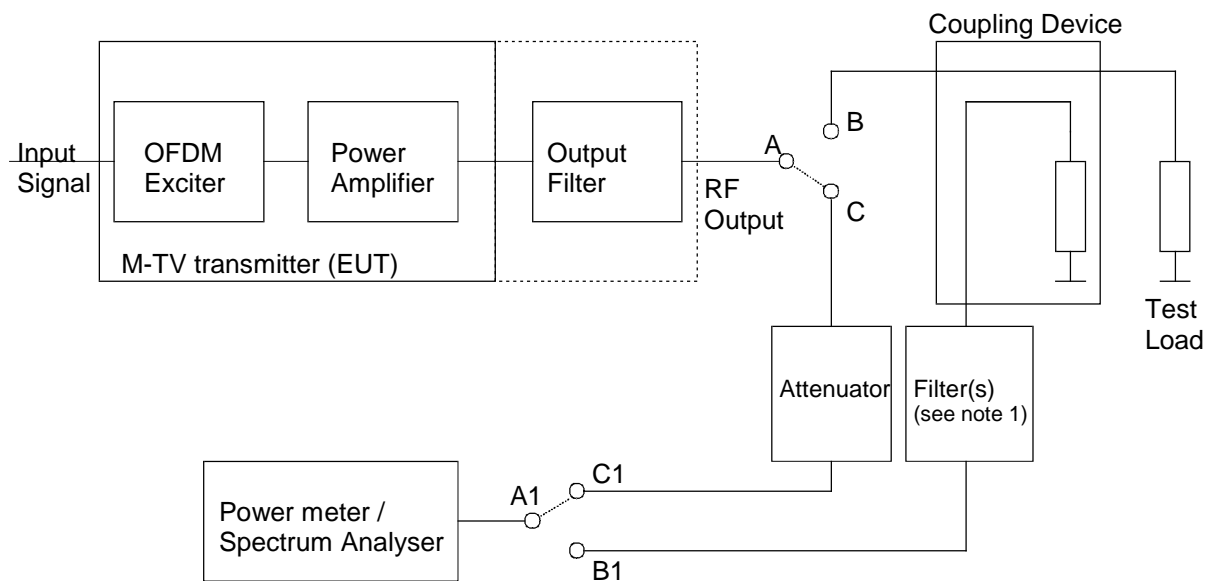 Coupling Device
Input
Signal
OFDM
Exciter
Power
Amplifier
Output
Filter
RF
Output
A
B
C
M-TV transmitter (EUT)
Test
Load
Attenuator
Filter(s)
(see note 1)
Power meter /
Spectrum Analyser
A1
C1
B1